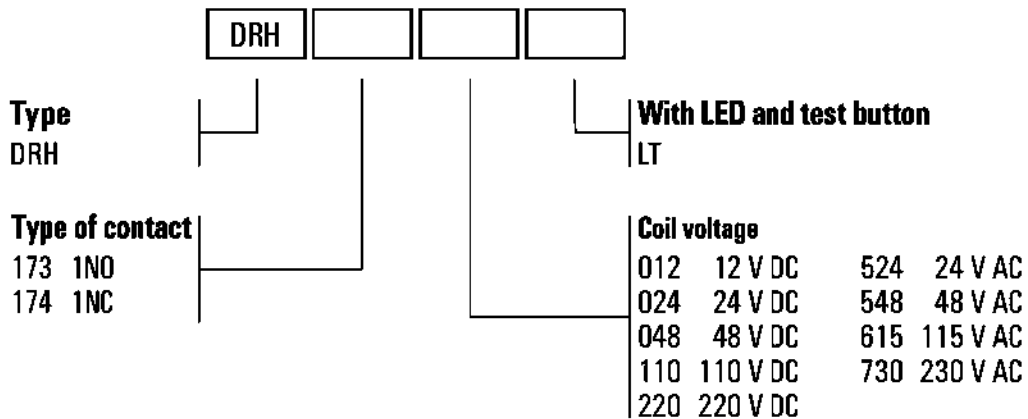 DRH
Type
DRH
With LED and test button
LT
Type of contact
173 1NO
174 1NC
Coil voltage
012 12 V DC 524 24 V AC
024 24 V DC 548 48 V AC
048 48 V DC 615 115 V AC
110 110 V DC 730 230 V AC
220 220 V DC